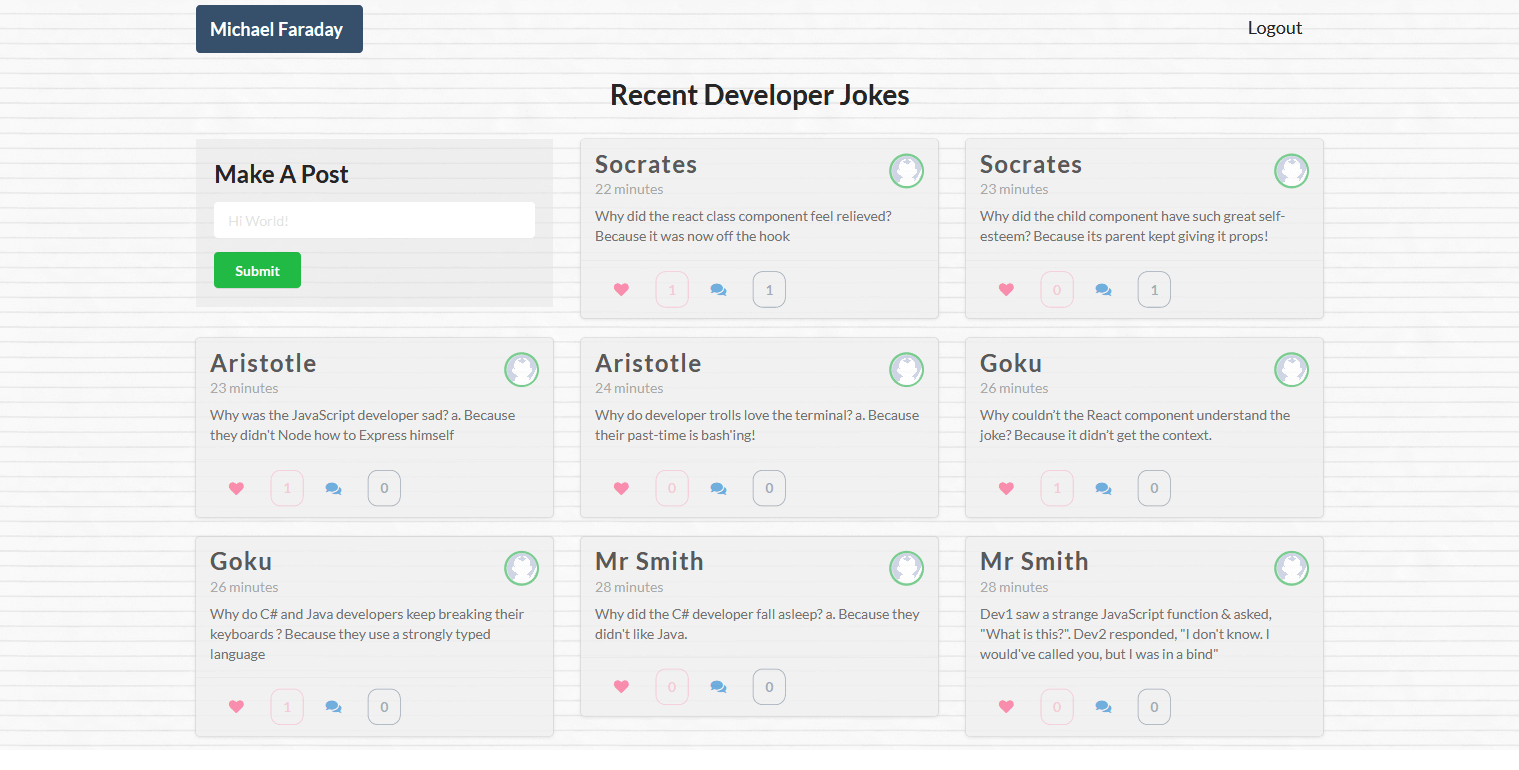 Michael Faraday
Logout
Recent Developer Jokes
Make A Post
Hi World!
Submit
Socrates
22 minutes
Why did the react class component feel relieved?
Because it was now off the hook
1
1
Socrates
23 minutes
Why did the child component have such great self-
esteem? Because its parent kept giving it props!
0
1
Aristotle
23 minutes
Why was the JavaScript developer sad? a. Because
they didn't Node how to Express himself
1
0
Aristotle
24 minutes
Why do developer trolls love the terminal? a. Because
their past-time is bash'ing!
0
0
Goku
26 minutes
Why couldn't the React component understand the
joke? Because it didn't get the context.
1
0
Goku
26 minutes
Why do C# and Java developers keep breaking their
keyboards ? Because they use a strongly typed
language
1
0
Mr Smith
28 minutes
Why did the C# developer fall asleep? a. Because they
didn't like Java.
0
0
Mr Smith
28 minutes
Dev1 saw a strange JavaScript function & asked,
"What is this?". Dev2 responded, "I don't know. I
would've called you, but I was in a bind"
0
0